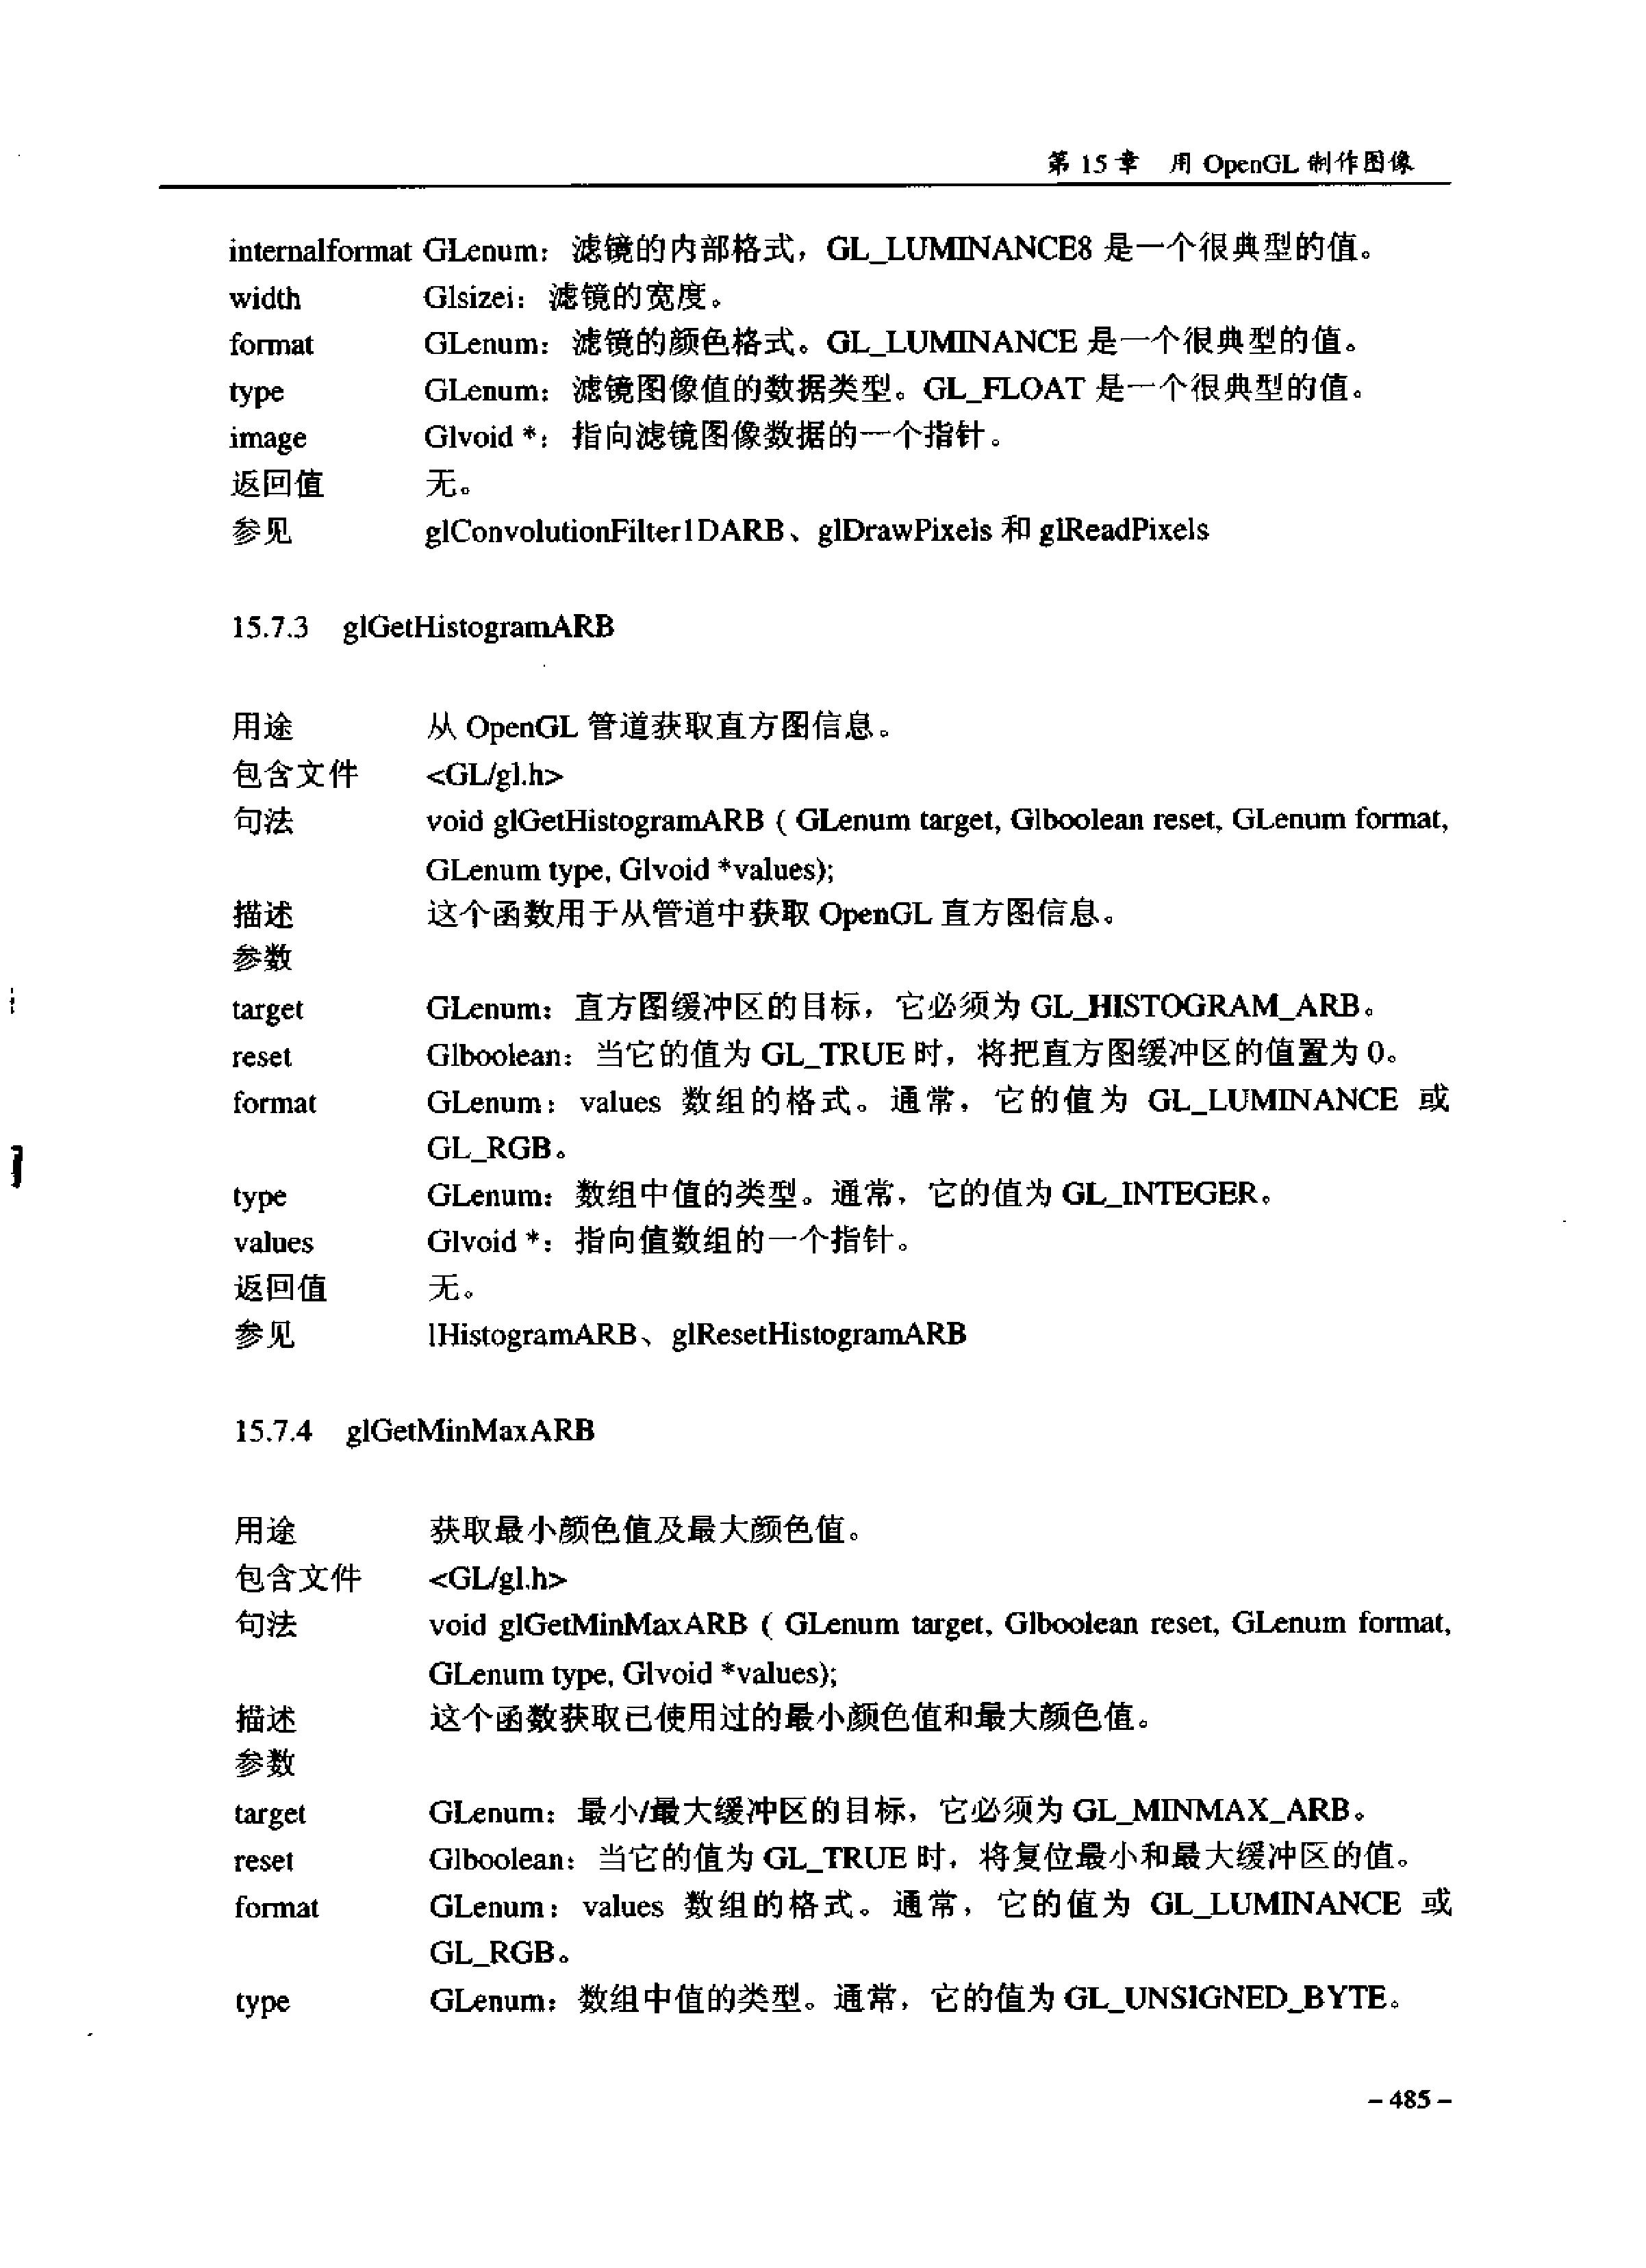 第 15 章 用 OpenGL 制作图像
internalformat GLenum：滤镜的内部格式，GL_LUMINANCE8 是一个很典型的值。
width Glsizei：滤镜的宽度。
format GLenum：滤镜的颜色格式。GL_LUMINANCE 是一个很典型的值。
type GLenum：滤镜图像值的数据类型。GL_FLOAT 是一个很典型的值。
image Glvoid *：指向滤镜图像数据的一个指针。
返回值 无。
参见 glConvolutionFilter1DARB、glDrawPixels 和 glReadPixels
15.7.3 glGetHistogramARB
用途 从 OpenGL 管道获取直方图信息。
包含文件 <GL/gl.h>
句法 void glGetHistogramARB ( GLenum target, Glboolean reset, GLenum format,
GLenum type, Glvoid *values);
描述 这个函数用于从管道中获取 OpenGL 直方图信息。
参数
target GLenum：直方图缓冲区的目标，它必须为 GL_HISTOGRAM_ARB。
reset Glboolean：当它的值为 GL_TRUE 时，将把直方图缓冲区的值置为 0。
format GLenum：values 数组的格式。通常，它的值为 GL_LUMINANCE 或
GL_RGB。
type GLenum：数组中值的类型。通常，它的值为 GL_INTEGER。
values Glvoid *：指向值数组的一个指针。
返回值 无。
参见 lHistogramARB、glResetHistogramARB
15.7.4 glGetMinMaxARB
用途 获取最小颜色值及最大颜色值。
包含文件 <GL/gl.h>
句法 void glGetMinMaxARB ( GLenum target, Glboolean reset, GLenum format,
GLenum type, Glvoid *values);
描述 这个函数获取已使用过的最小颜色值和最大颜色值。
参数
target GLenum：最小/最大缓冲区的目标，它必须为 GL_MINMAX_ARB。
reset Glboolean：当它的值为 GL_TRUE 时，将复位最小和最大缓冲区的值。
format GLenum：values 数组的格式。通常，它的值为 GL_LUMINANCE 或
GL_RGB。
type GLenum：数组中值的类型。通常，它的值为 GL_UNSIGNED_BYTE。
– 485 –